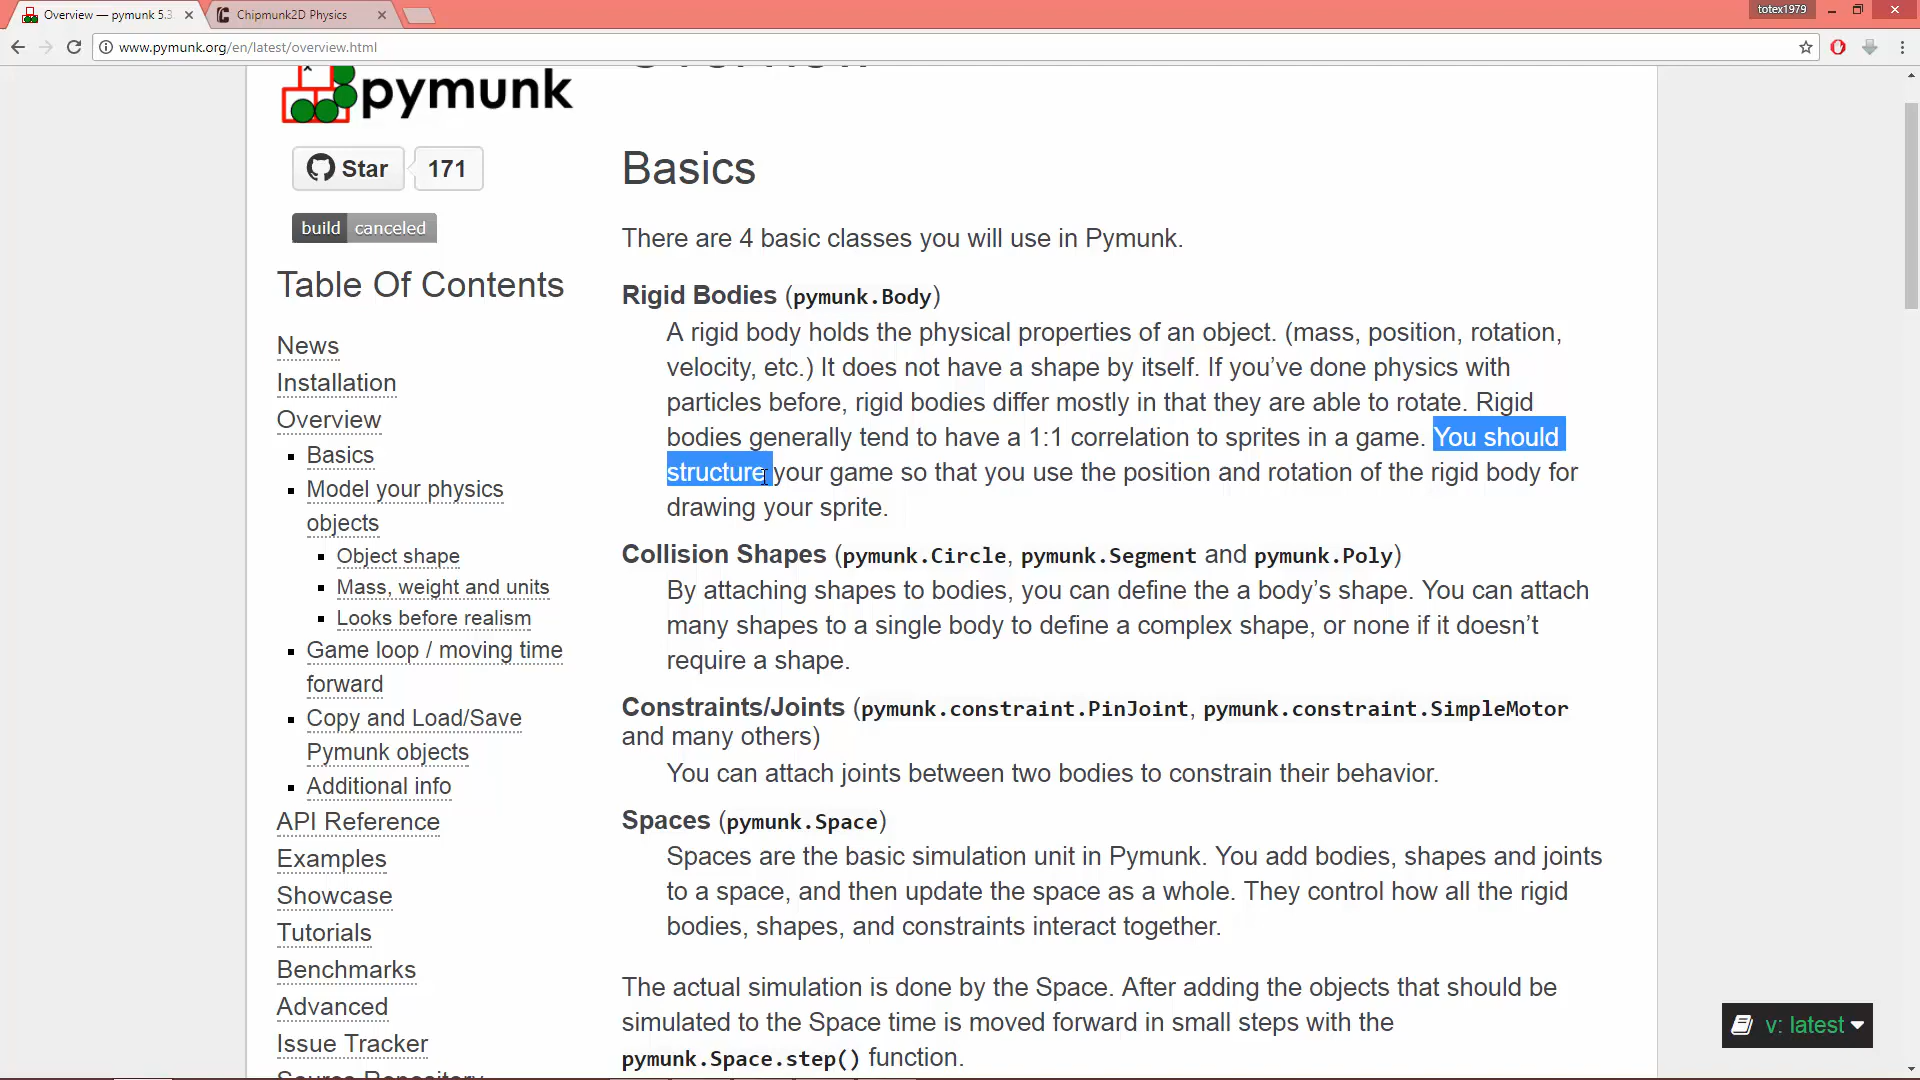 Overview — pymunk 5.3
Chipmunk2D Physics
totex1979
www.pymunk.org/en/latest/overview.html
pymunk
Star 171
build canceled
Table Of Contents
News
Installation
Overview
Basics
Model your physics
objects
Object shape
Mass, weight and units
Looks before realism
Game loop / moving time
forward
Copy and Load/Save
Pymunk objects
Additional info
API Reference
Examples
Showcase
Tutorials
Benchmarks
Advanced
Issue Tracker
Source Repository
Overview
Basics
There are 4 basic classes you will use in Pymunk.
Rigid Bodies (pymunk.Body)
A rigid body holds the physical properties of an object. (mass, position, rotation,
velocity, etc.) It does not have a shape by itself. If you’ve done physics with
particles before, rigid bodies differ mostly in that they are able to rotate. Rigid
bodies generally tend to have a 1:1 correlation to sprites in a game. You should
structure your game so that you use the position and rotation of the rigid body for
drawing your sprite.
Collision Shapes (pymunk.Circle, pymunk.Segment and pymunk.Poly)
By attaching shapes to bodies, you can define the a body’s shape. You can attach
many shapes to a single body to define a complex shape, or none if it doesn’t
require a shape.
Constraints/Joints (pymunk.constraint.PinJoint, pymunk.constraint.SimpleMotor
and many others)
You can attach joints between two bodies to constrain their behavior.
Spaces (pymunk.Space)
Spaces are the basic simulation unit in Pymunk. You add bodies, shapes and joints
to a space, and then update the space as a whole. They control how all the rigid
bodies, shapes, and constraints interact together.
The actual simulation is done by the Space. After adding the objects that should be
simulated to the Space time is moved forward in small steps with the
pymunk.Space.step() function.
v: latest